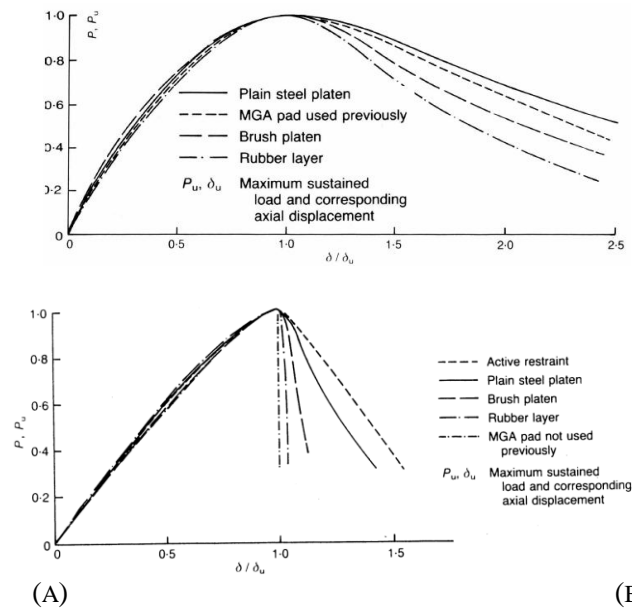 P, Pᵤ
1·0
0·8
0·6
0·4
0·2
0
0
0·5
1·0
1·5
2·0
2·5
δ / δᵤ
Plain steel platen
MGA pad used previously
Brush platen
Rubber layer
Pᵤ, δᵤ Maximum sustained
load and corresponding
axial displacement
P, Pᵤ
1·0
0·8
0·6
0·4
0·2
0
0
0·5
1·0
1·5
δ / δᵤ
Active restraint
Plain steel platen
Brush platen
Rubber layer
MGA pad not used
previously
Pᵤ, δᵤ Maximum sustained
load and corresponding
axial displacement
(A)